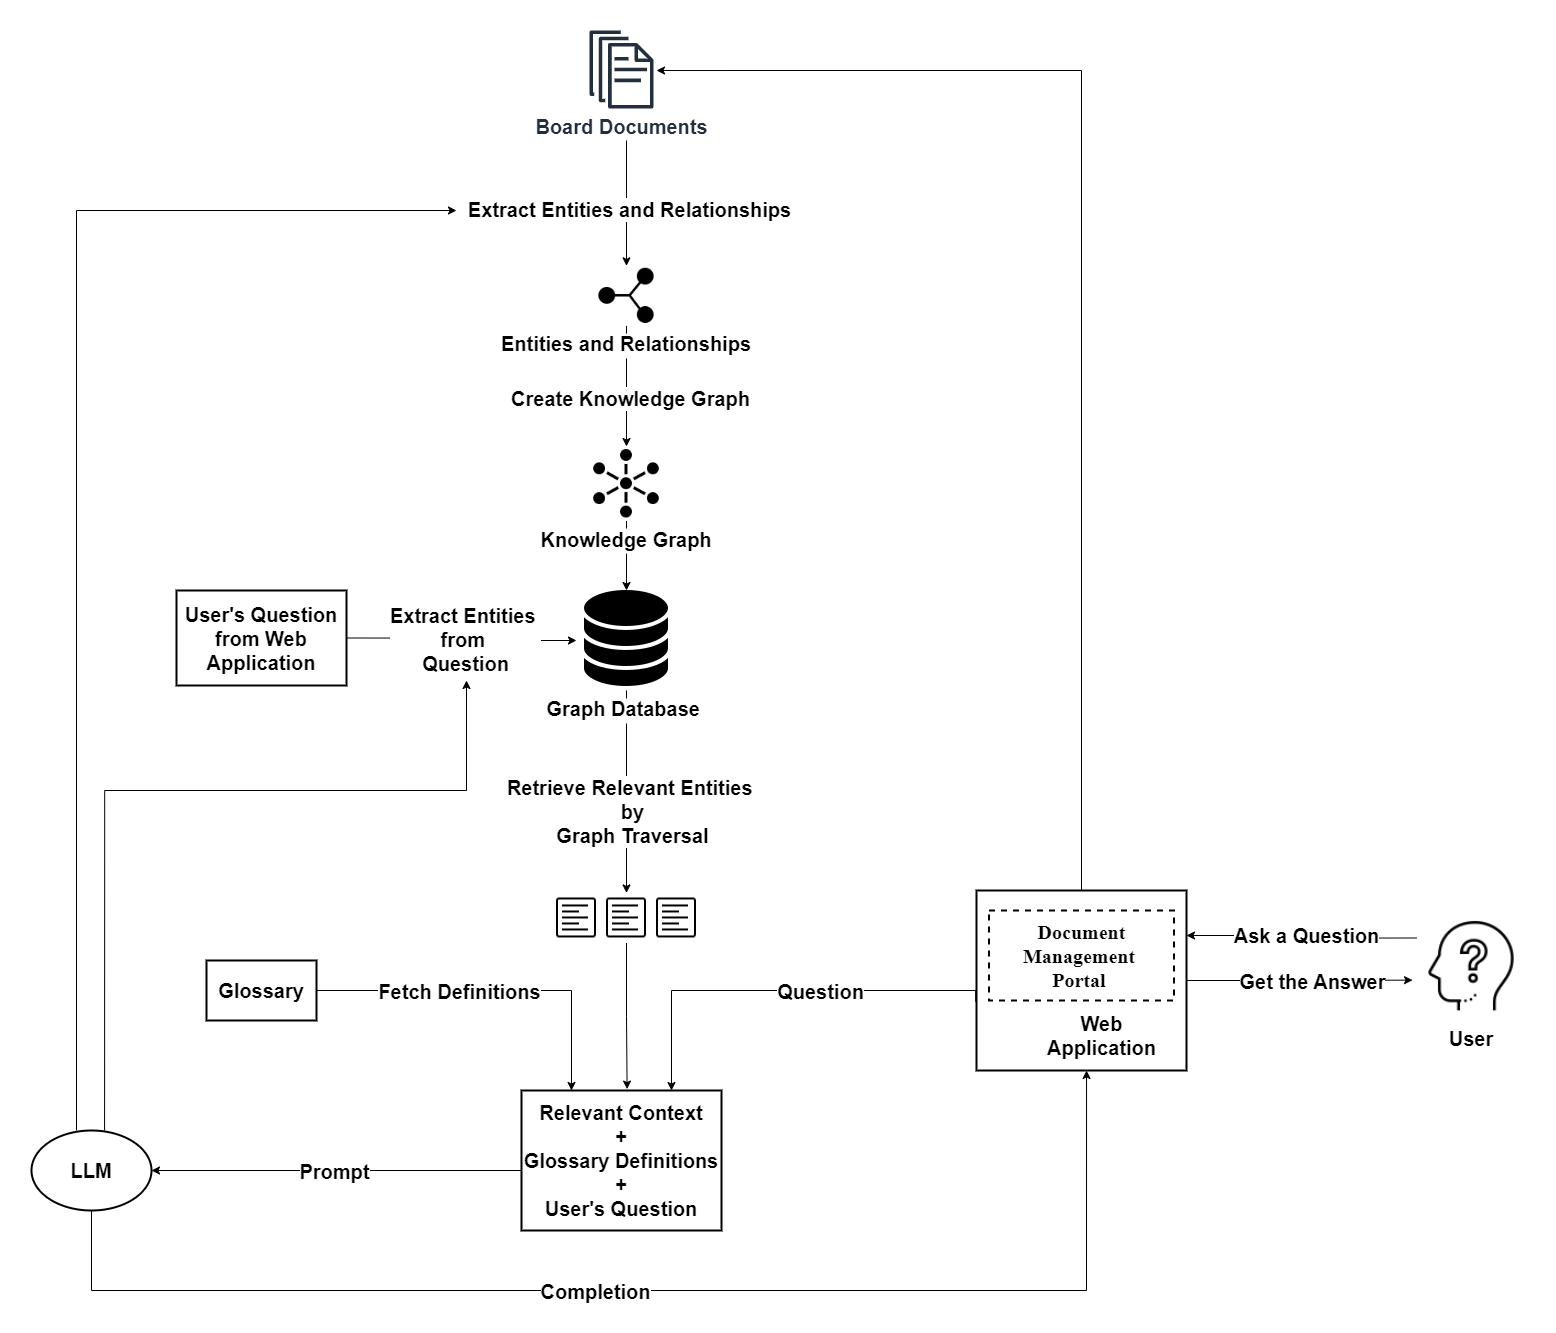 Board Documents
Extract Entities and Relationships
Entities and Relationships
Create Knowledge Graph
Knowledge Graph
User's Question
from Web
Application
Extract Entities
from
Question
Graph Database
Retrieve Relevant Entities
by
Graph Traversal
Document
Management
Portal
Web
Application
Ask a Question
Get the Answer
User
Glossary
Fetch Definitions
Question
Relevant Context
+
Glossary Definitions
+
User's Question
LLM
Prompt
Completion